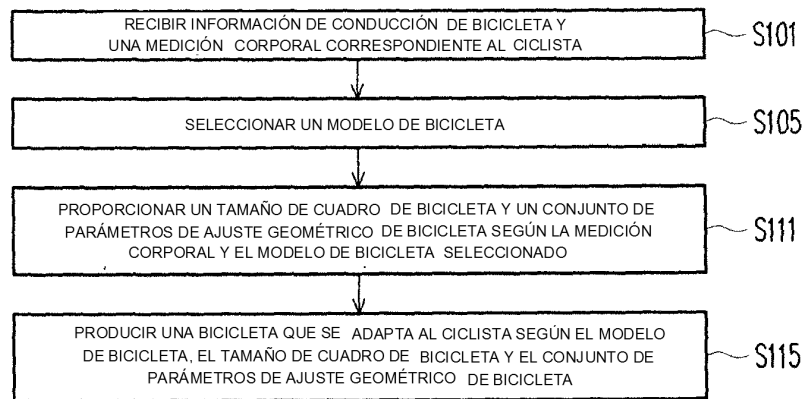 RECIBIR INFORMACIÓN DE CONDUCCIÓN DE BICICLETA Y
UNA MEDICIÓN CORPORAL CORRESPONDIENTE AL CICLISTA
S101
SELECCIONAR UN MODELO DE BICICLETA
S105
PROPORCIONAR UN TAMAÑO DE CUADRO DE BICICLETA Y UN CONJUNTO DE
PARÁMETROS DE AJUSTE GEOMÉTRICO DE BICICLETA SEGÚN LA MEDICIÓN
CORPORAL Y EL MODELO DE BICICLETA SELECCIONADO
S111
PRODUCIR UNA BICICLETA QUE SE ADAPTA AL CICLISTA SEGÚN EL MODELO
DE BICICLETA, EL TAMAÑO DE CUADRO DE BICICLETA Y EL CONJUNTO DE
PARÁMETROS DE AJUSTE GEOMÉTRICO DE BICICLETA
S115